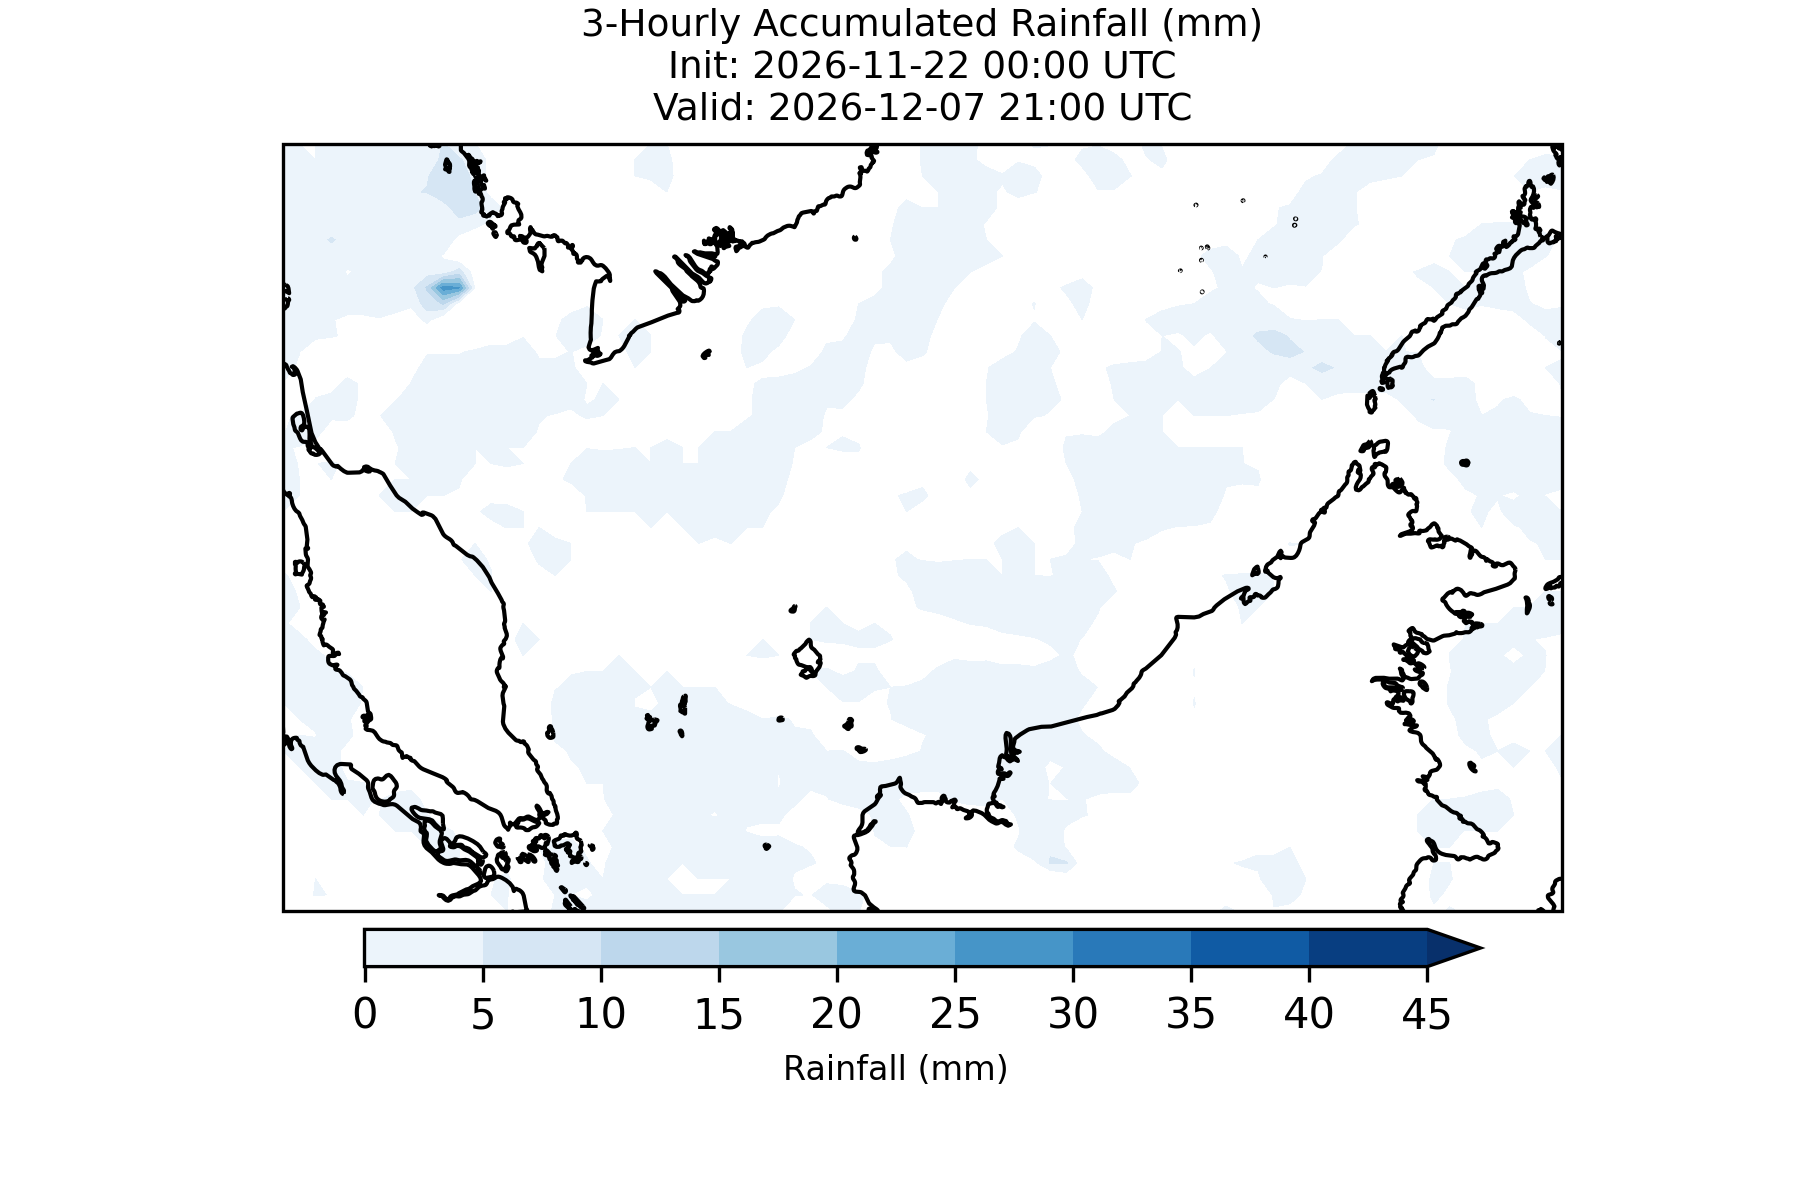 3-Hourly Accumulated Rainfall (mm)
Init: 2026-11-22 00:00 UTC
Valid: 2026-12-07 21:00 UTC
0 5 10 15 20 25 30 35 40 45
Rainfall (mm)